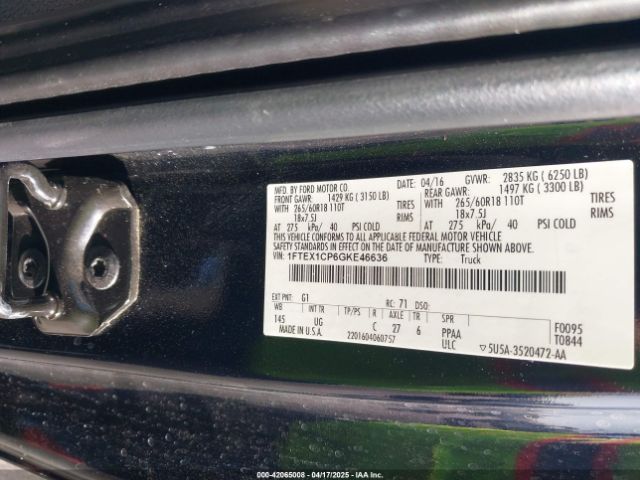 MFD. BY FORD MOTOR CO.
DATE: 04/16 GVWR: 2835 KG ( 6250 LB)
FRONT GAWR: 1429 KG ( 3150 LB) REAR GAWR: 1497 KG ( 3300 LB)
WITH 265/60R18 110T TIRES WITH 265/60R18 110T TIRES
18x7.5J RIMS 18x7.5J RIMS
AT 275 kPa/ 40 PSI COLD AT 275 kPa/ 40 PSI COLD
THIS VEHICLE CONFORMS TO ALL APPLICABLE FEDERAL MOTOR VEHICLE
SAFETY STANDARDS IN EFFECT ON THE DATE OF MANUFACTURE SHOWN ABOVE.
VIN: 1FTEX1CP6GKE46636 TYPE: Truck
EXT PNT: G1 RC: 71 DSO:
WB INT TR TP/PS R AXLE TR SPR
145 UG C 27 6 PPAA F0095
MADE IN U.S.A. 2201604060757 ULC T0844
▽5USA-3520472-AA
000-42065008 - 04/17/2025 - IAAI.COM